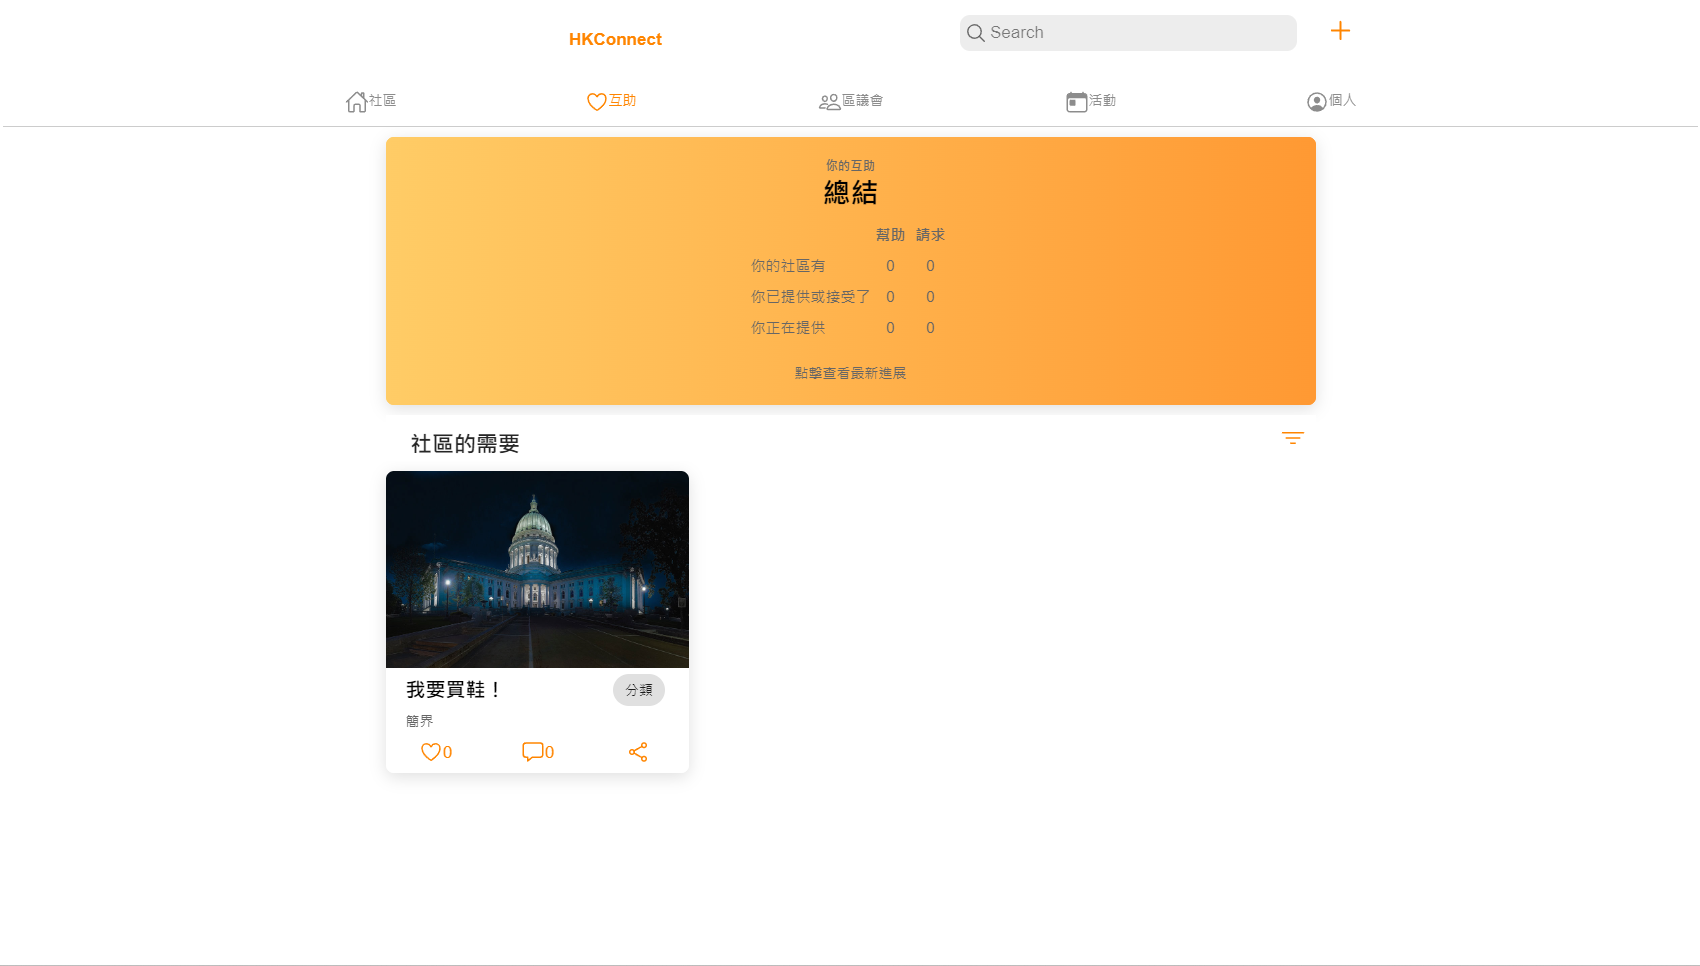 HKConnect
Search
社區 互助 區議會 活動 個人
你的互助
總結
幫助 請求
你的社區有 0 0
你已提供或接受了 0 0
你正在提供 0 0
點擊查看最新進展
社區的需要
我要買鞋！ 分類
簡界
0 0